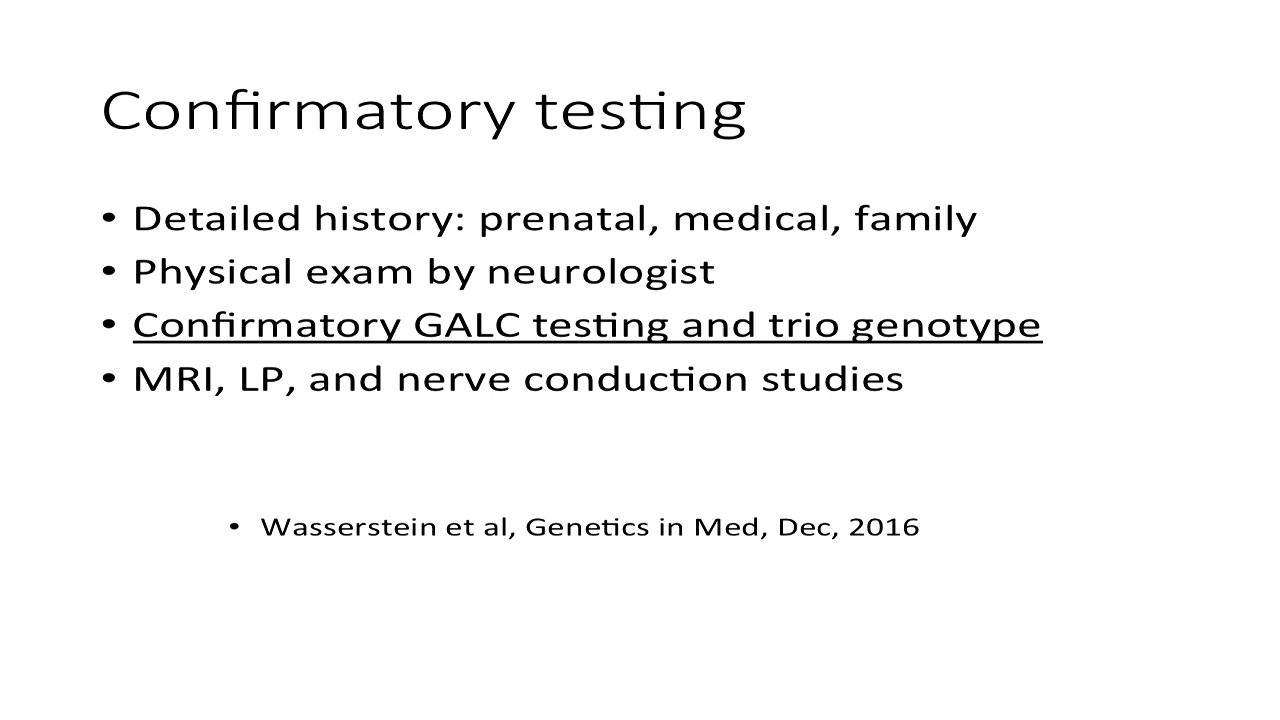 Confirmatory testing
• Detailed history: prenatal, medical, family
• Physical exam by neurologist
• Confirmatory GALC testing and trio genotype
• MRI, LP, and nerve conduction studies
• Wasserstein et al, Genetics in Med, Dec, 2016